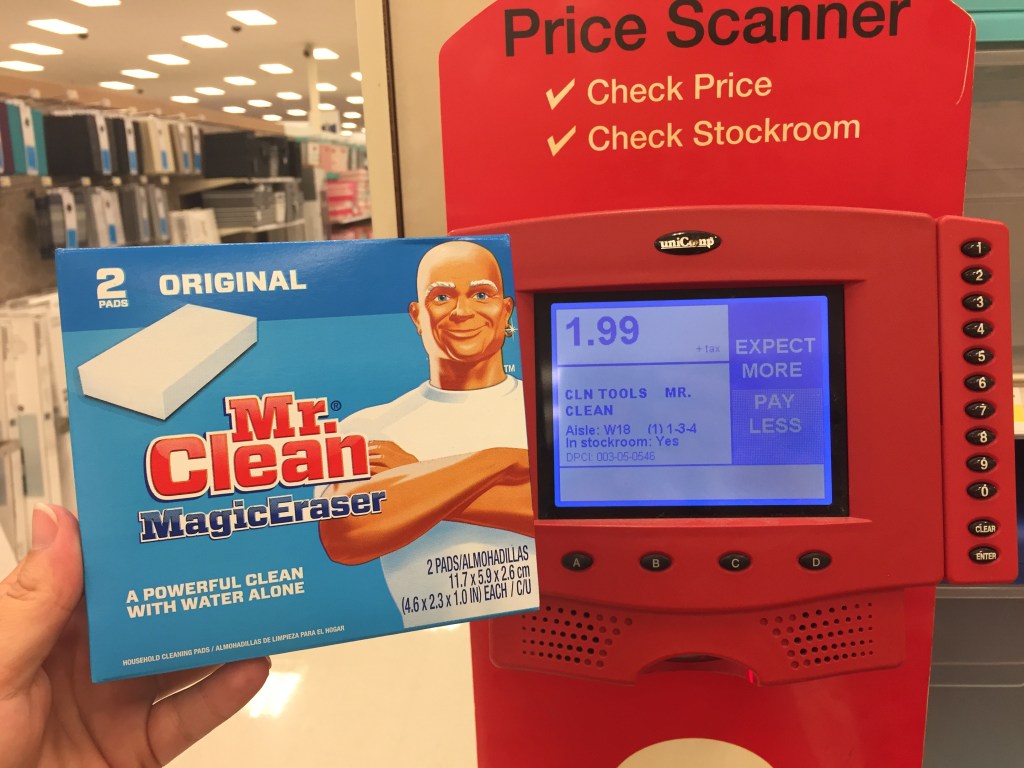 Price Scanner
✓ Check Price
✓ Check Stockroom
2
PADS
ORIGINAL
Mr.®
Clean
TM
MagicEraser
A POWERFUL CLEAN
WITH WATER ALONE
2 PADS/ALMOHADILLAS
11.7 x 5.9 x 2.6 cm
(4.6 x 2.3 x 1.0 IN) EACH / C/U
HOUSEHOLD CLEANING PADS / ALMOHADILLAS DE LIMPIEZA PARA EL HOGAR
uniComp
1.99
+ tax
EXPECT
MORE
PAY
LESS
CLN TOOLS MR.
CLEAN
Aisle: W18 (1) 1-3-4
In stockroom: Yes
DPCI: 003-05-0546
A B C D
1
2
3
4
5
6
7
8
9
0
CLEAR
ENTER